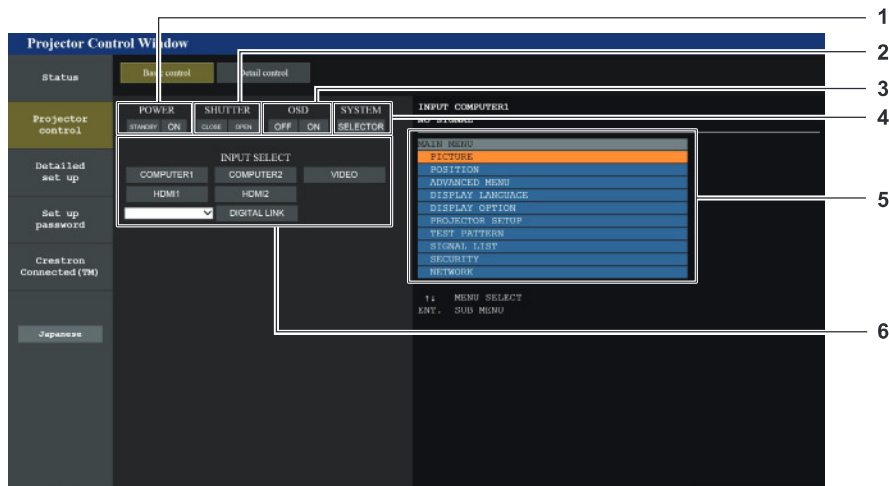 1
Projector Control Window
2
Status
Basic control
Detail control
3
POWER
SHUTTER
OSD
SYSTEM
INPUT COMPUTER1
4
STANDBY ON
CLOSE OPEN
OFF ON
SELECTOR
NO SIGNAL
Projector
control
MAIN MENU
PICTURE
POSITION
ADVANCED MENU
DISPLAY LANGUAGE
DISPLAY OPTION
PROJECTOR SETUP
TEST PATTERN
SIGNAL LIST
SECURITY
NETWORK
5
INPUT SELECT
COMPUTER1 COMPUTER2 VIDEO
HDMI1 HDMI2
DIGITAL LINK
Detailed
set up
Set up
password
Crestron
Connected(TM)
↑↓ MENU SELECT
ENT. SUB MENU
6
Japanese